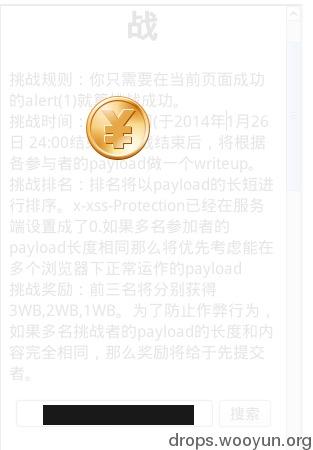 战
挑战规则：你只需要在当前页面成功
的alert(1)就算挑战成功。
挑战时间： (于2014年1月26
日 24:00结 结束后，将根据
各参与者的payload做一个writeup。
挑战排名：排名将以payload的长短进
行排序。x-xss-Protection已经在服务
端设置成了0.如果多名参加者的
payload长度相同那么将优先考虑能在
多个浏览器下正常运作的payload
挑战奖励：前三名将分别获得
3WB,2WB,1WB。为了防止作弊行为，
如果多名挑战者的payload的长度和内
容完全相同，那么奖励将给于先提交
者。
搜索
drops.wooyun.org